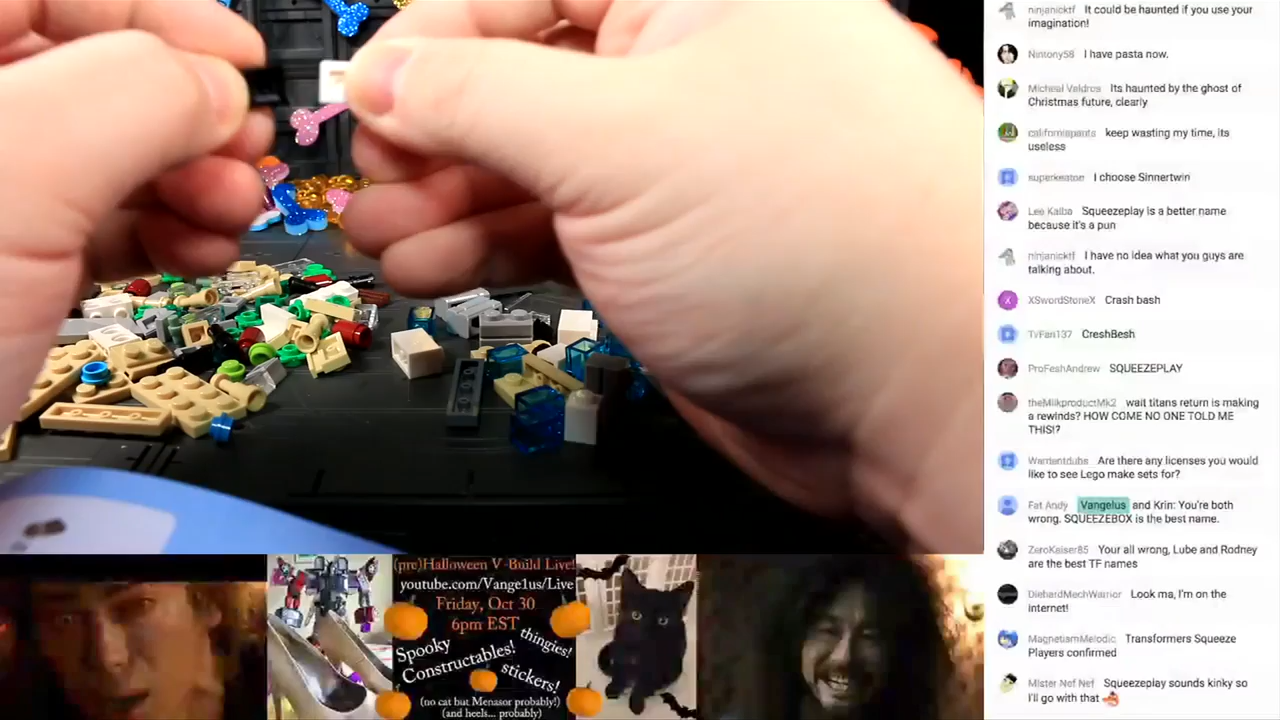 ninjanicktf It could be haunted if you use your
imagination!
Nintony58 I have pasta now.
Micheal Valdros Its haunted by the ghost of
Christmas future, clearly
californiapants keep wasting my time, its
useless
superkeaton I choose Sinnertwin
Lee Kalba Squeezeplay is a better name
because it's a pun
ninjanicktf I have no idea what you guys are
talking about.
XSwordStoneX Crash bash
TvFan137 CreshBesh
ProFeshAndrew SQUEEZEPLAY
theMilkproductMk2 wait titans return is making
a rewinds? HOW COME NO ONE TOLD ME
THIS!?
Warrientdubs Are there any licenses you would
like to see Lego make sets for?
Fat Andy Vangelus and Krin: You're both
wrong. SQUEEZEBOX is the best name.
ZeroKaiser85 Your all wrong, Lube and Rodney
are the best TF names
DiehardMechWarrior Look ma, I'm on the
internet!
MagnetismMelodic Transformers Squeeze
Players confirmed
Mister Nof Nef Squeezeplay sounds kinky so
I'll go with that
(pre)Halloween V-Build Live!
youtube.com/Vange1us/Live
Friday, Oct 30
6pm EST
Spooky
Constructables!
thingies!
stickers!
(no cat but Menasor probably!)
(and heels... probably)